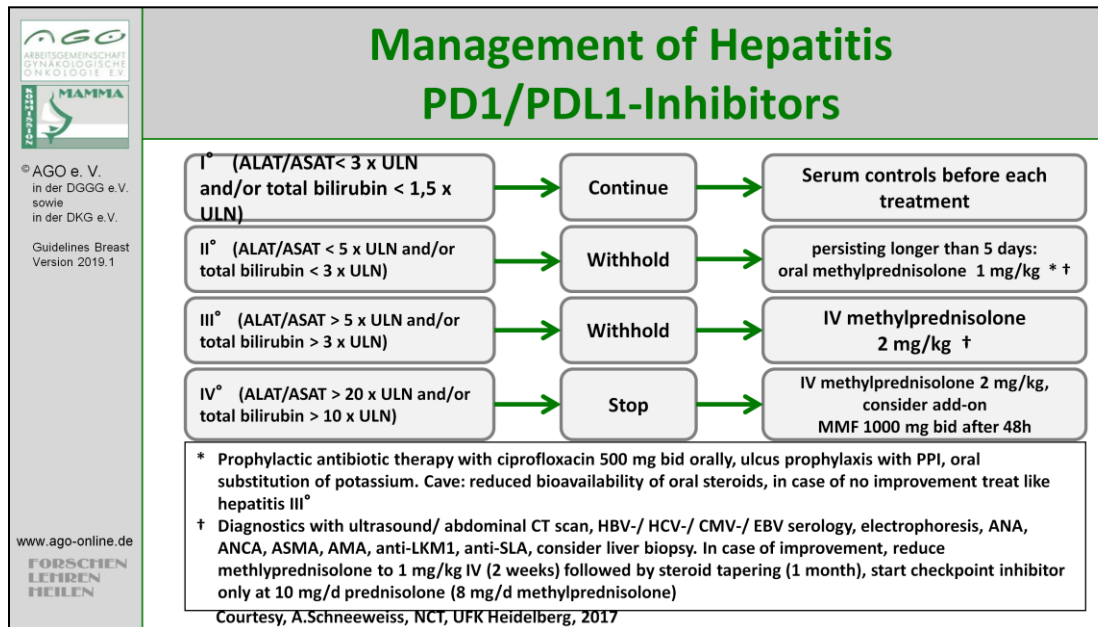 AGO
ARBEITSGEMEINSCHAFT
GYNÄKOLOGISCHE
ONKOLOGIE E.V.
KOMMISSION
MAMMA
© AGO e. V.
in der DGGG e.V.
sowie
in der DKG e.V.
Guidelines Breast
Version 2019.1
www.ago-online.de
FORSCHEN
LEHREN
HEILEN
Management of Hepatitis
PD1/PDL1-Inhibitors
I° (ALAT/ASAT< 3 x ULN
and/or total bilirubin < 1,5 x
ULN)
Continue
Serum controls before each
treatment
II° (ALAT/ASAT < 5 x ULN and/or
total bilirubin < 3 x ULN)
Withhold
persisting longer than 5 days:
oral methylprednisolone 1 mg/kg * †
III° (ALAT/ASAT > 5 x ULN and/or
total bilirubin > 3 x ULN)
Withhold
IV methylprednisolone
2 mg/kg †
IV° (ALAT/ASAT > 20 x ULN and/or
total bilirubin > 10 x ULN)
Stop
IV methylprednisolone 2 mg/kg,
consider add-on
MMF 1000 mg bid after 48h
* Prophylactic antibiotic therapy with ciprofloxacin 500 mg bid orally, ulcus prophylaxis with PPI, oral
substitution of potassium. Cave: reduced bioavailability of oral steroids, in case of no improvement treat like
hepatitis III°
† Diagnostics with ultrasound/ abdominal CT scan, HBV-/ HCV-/ CMV-/ EBV serology, electrophoresis, ANA,
ANCA, ASMA, AMA, anti-LKM1, anti-SLA, consider liver biopsy. In case of improvement, reduce
methlyprednisolone to 1 mg/kg IV (2 weeks) followed by steroid tapering (1 month), start checkpoint inhibitor
only at 10 mg/d prednisolone (8 mg/d methylprednisolone)
Courtesy, A.Schneeweiss, NCT, UFK Heidelberg, 2017